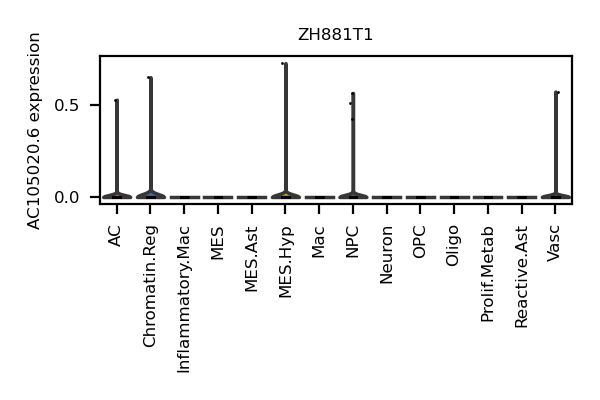 ZH881T1
AC105020.6 expression
0.5
0.0
AC
Chromatin.Reg
Inflammatory.Mac
MES
MES.Ast
MES.Hyp
Mac
NPC
Neuron
OPC
Oligo
Prolif.Metab
Reactive.Ast
Vasc